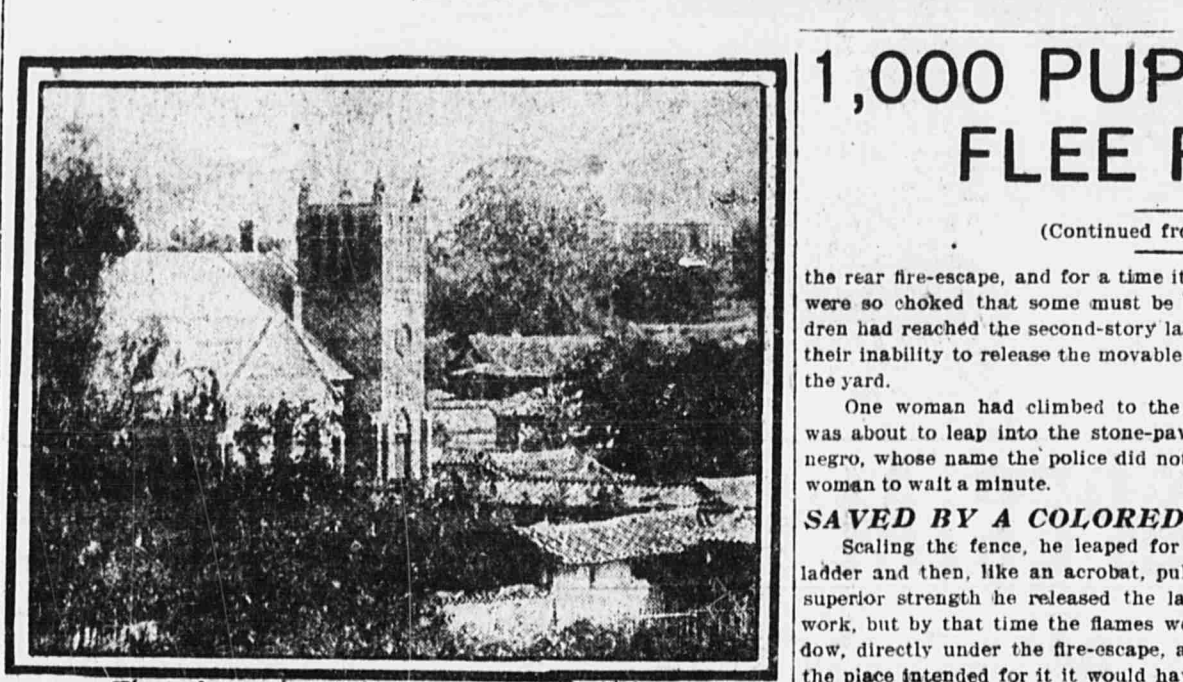 1,000 PUP
FLEE
(Continued fr
the rear fire-escape, and for a time it
were so choked that some must be
dren had reached the second-story la
their inability to release the movable
the yard.
One woman had climbed to the
was about to leap into the stone-pav
negro, whose name the police did no
woman to wait a minute.
SAVED BY A COLORED
Scaling the fence, he leaped for
ladder and then, like an acrobat, pul
superior strength he released the la
work, but by that time the flames we
dow, directly under the fire-escape, a
the place intended for it it would hav